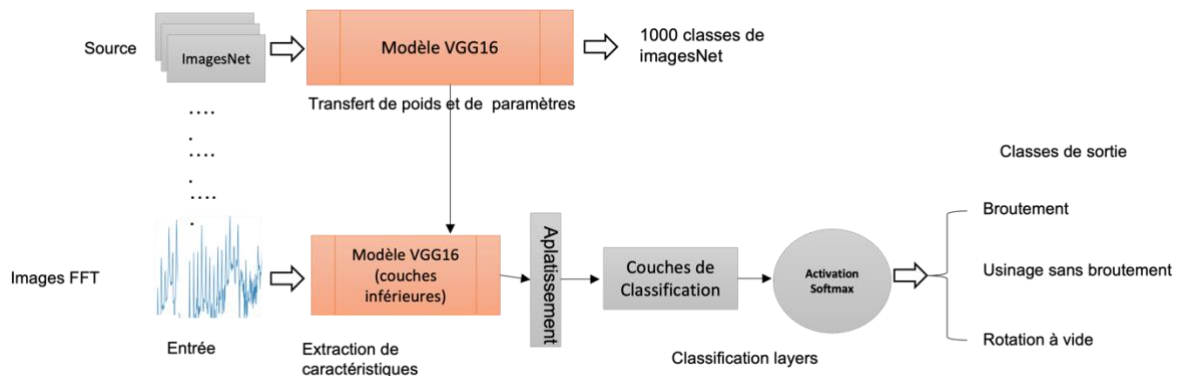 Source
ImagesNet
Modèle VGG16
1000 classes de
imagesNet
Transfert de poids et de paramètres
....
.
....
.
....
.
Classes de sortie
Images FFT
Modèle VGG16
(couches
inférieures)
Aplatissement
Couches de
Classification
Activation
Softmax
Broutement
Usinage sans broutement
Rotation à vide
Entrée
Extraction de
caractéristiques
Classification layers